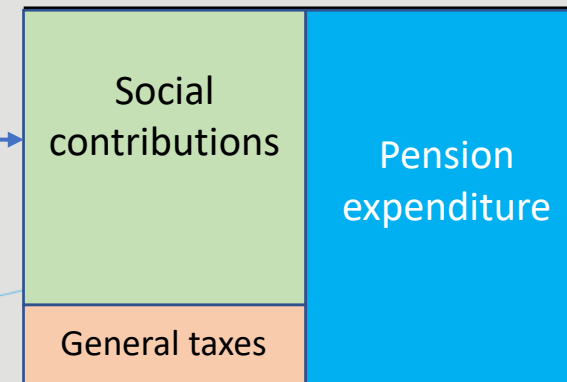 Social
contributions
Pension
expenditure
General taxes